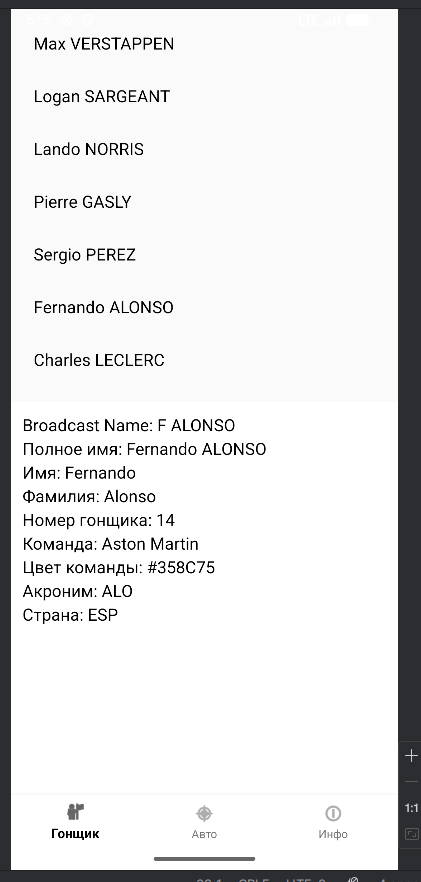 Max VERSTAPPEN
Logan SARGEANT
Lando NORRIS
Pierre GASLY
Sergio PEREZ
Fernando ALONSO
Charles LECLERC
Broadcast Name: F ALONSO
Полное имя: Fernando ALONSO
Имя: Fernando
Фамилия: Alonso
Номер гонщика: 14
Команда: Aston Martin
Цвет команды: #358C75
Акроним: ALO
Страна: ESP
Гонщик Авто Инфо
1:1